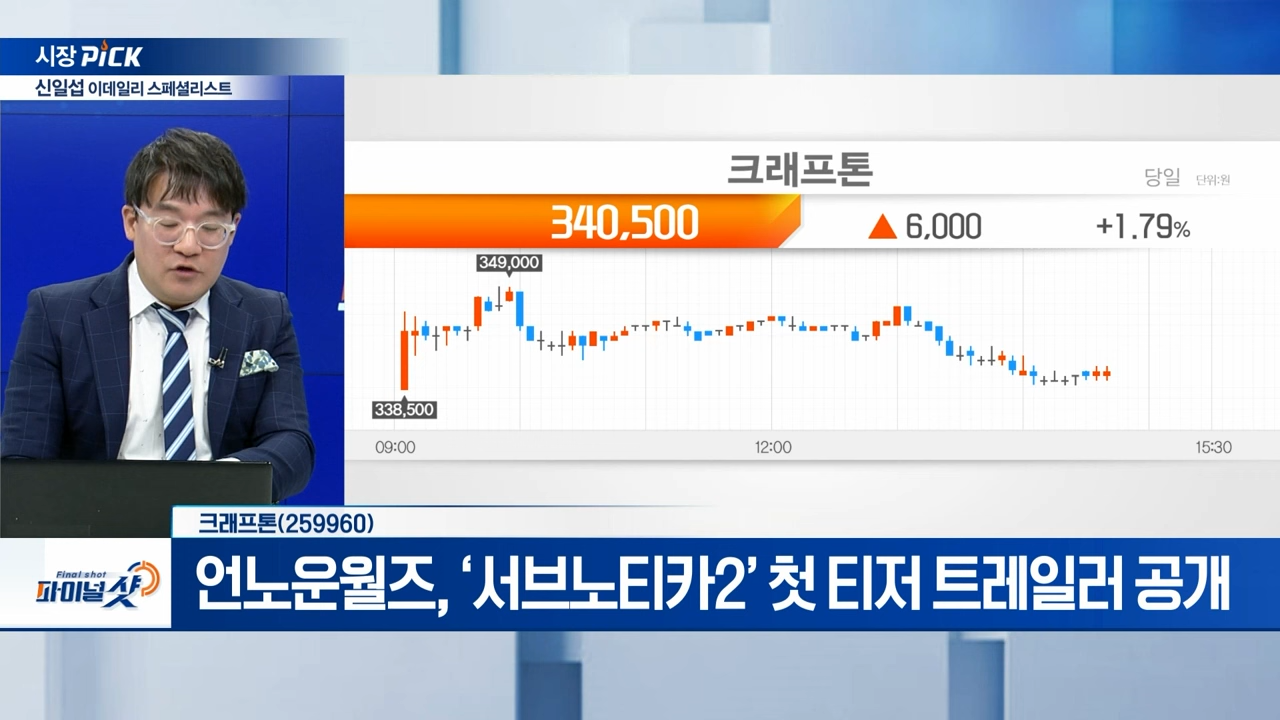 시장 PiCK
신일섭 이데일리 스페셜리스트
크래프톤
당일 단위:원
340,500 ▲ 6,000 +1.79%
349,000
338,500
09:00 12:00 15:30
크래프톤(259960)
Final shot
파이널샷
언노운월즈, ‘서브노티카2’ 첫 티저 트레일러 공개